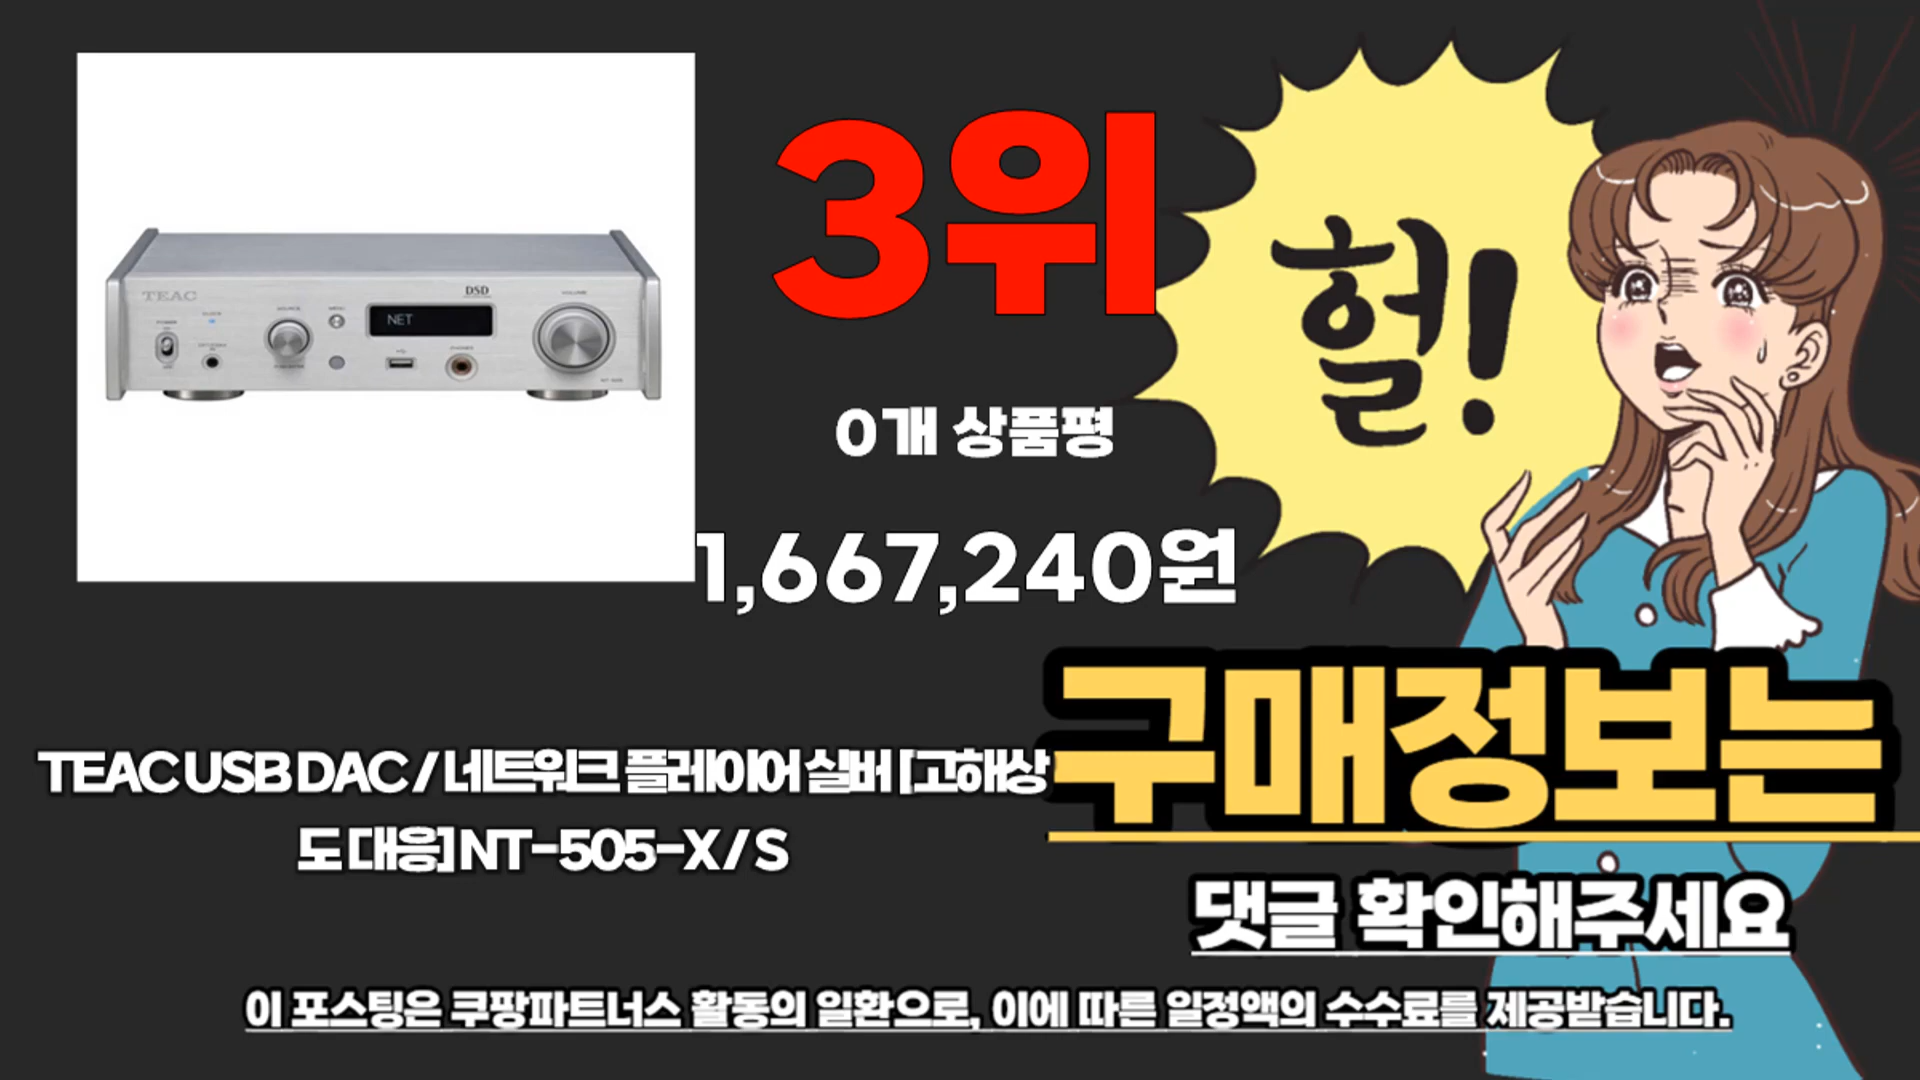 3위
헐!
TEAC
DSD
NET
0개 상품평
1,667,240원
구매정보는
TEAC USB DAC / 네트워크 플레이어 실버 [고해상
도 대응] NT-505-X / S
댓글 확인해주세요
이 포스팅은 쿠팡파트너스 활동의 일환으로, 이에 따른 일정액의 수수료를 제공받습니다.